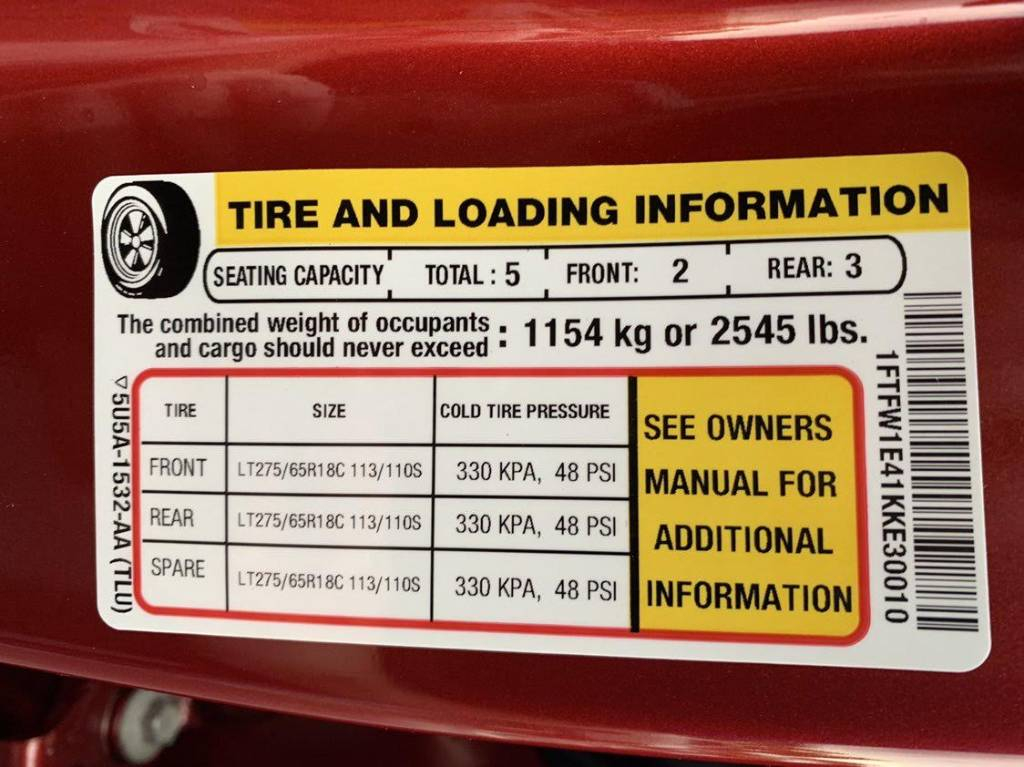 TIRE AND LOADING INFORMATION
SEATING CAPACITY TOTAL : 5 FRONT: 2 REAR: 3
The combined weight of occupants
and cargo should never exceed : 1154 kg or 2545 lbs.
TIRE SIZE COLD TIRE PRESSURE
FRONT LT275/65R18C 113/110S 330 KPA, 48 PSI
REAR LT275/65R18C 113/110S 330 KPA, 48 PSI
SPARE LT275/65R18C 113/110S 330 KPA, 48 PSI
SEE OWNERS
MANUAL FOR
ADDITIONAL
INFORMATION
5U5A-1532-AA (TLU)
1FTFW1E41KKE30010